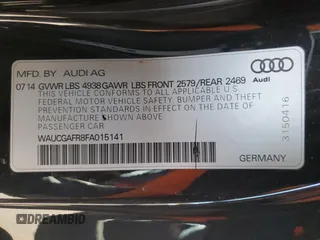 MFD BY AUDI AG
07 14 GVWR LBS 4938 GAWR LBS FRONT 2579/REAR 2469
THIS VEHICLE CONFORMS TO ALL APPLICABLE U.S.
FEDERAL MOTOR VEHICLE SAFETY, BUMPER, AND THEFT
PREVENTION STANDARDS IN EFFECT ON THE DATE OF
MANUFACTURE SHOWN ABOVE
PASSENGER CAR
WAUCGAFR8FA015141
GERMANY
Audi
3150416
DREAMBID